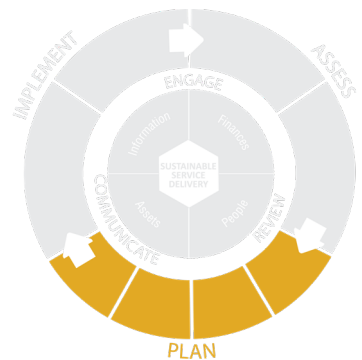 IMPLEMENT
ASSESS
ENGAGE
Information
Finances
SUSTAINABLE
SERVICE
DELIVERY
COMMUNICATE
Assets
People
REVIEW
PLAN